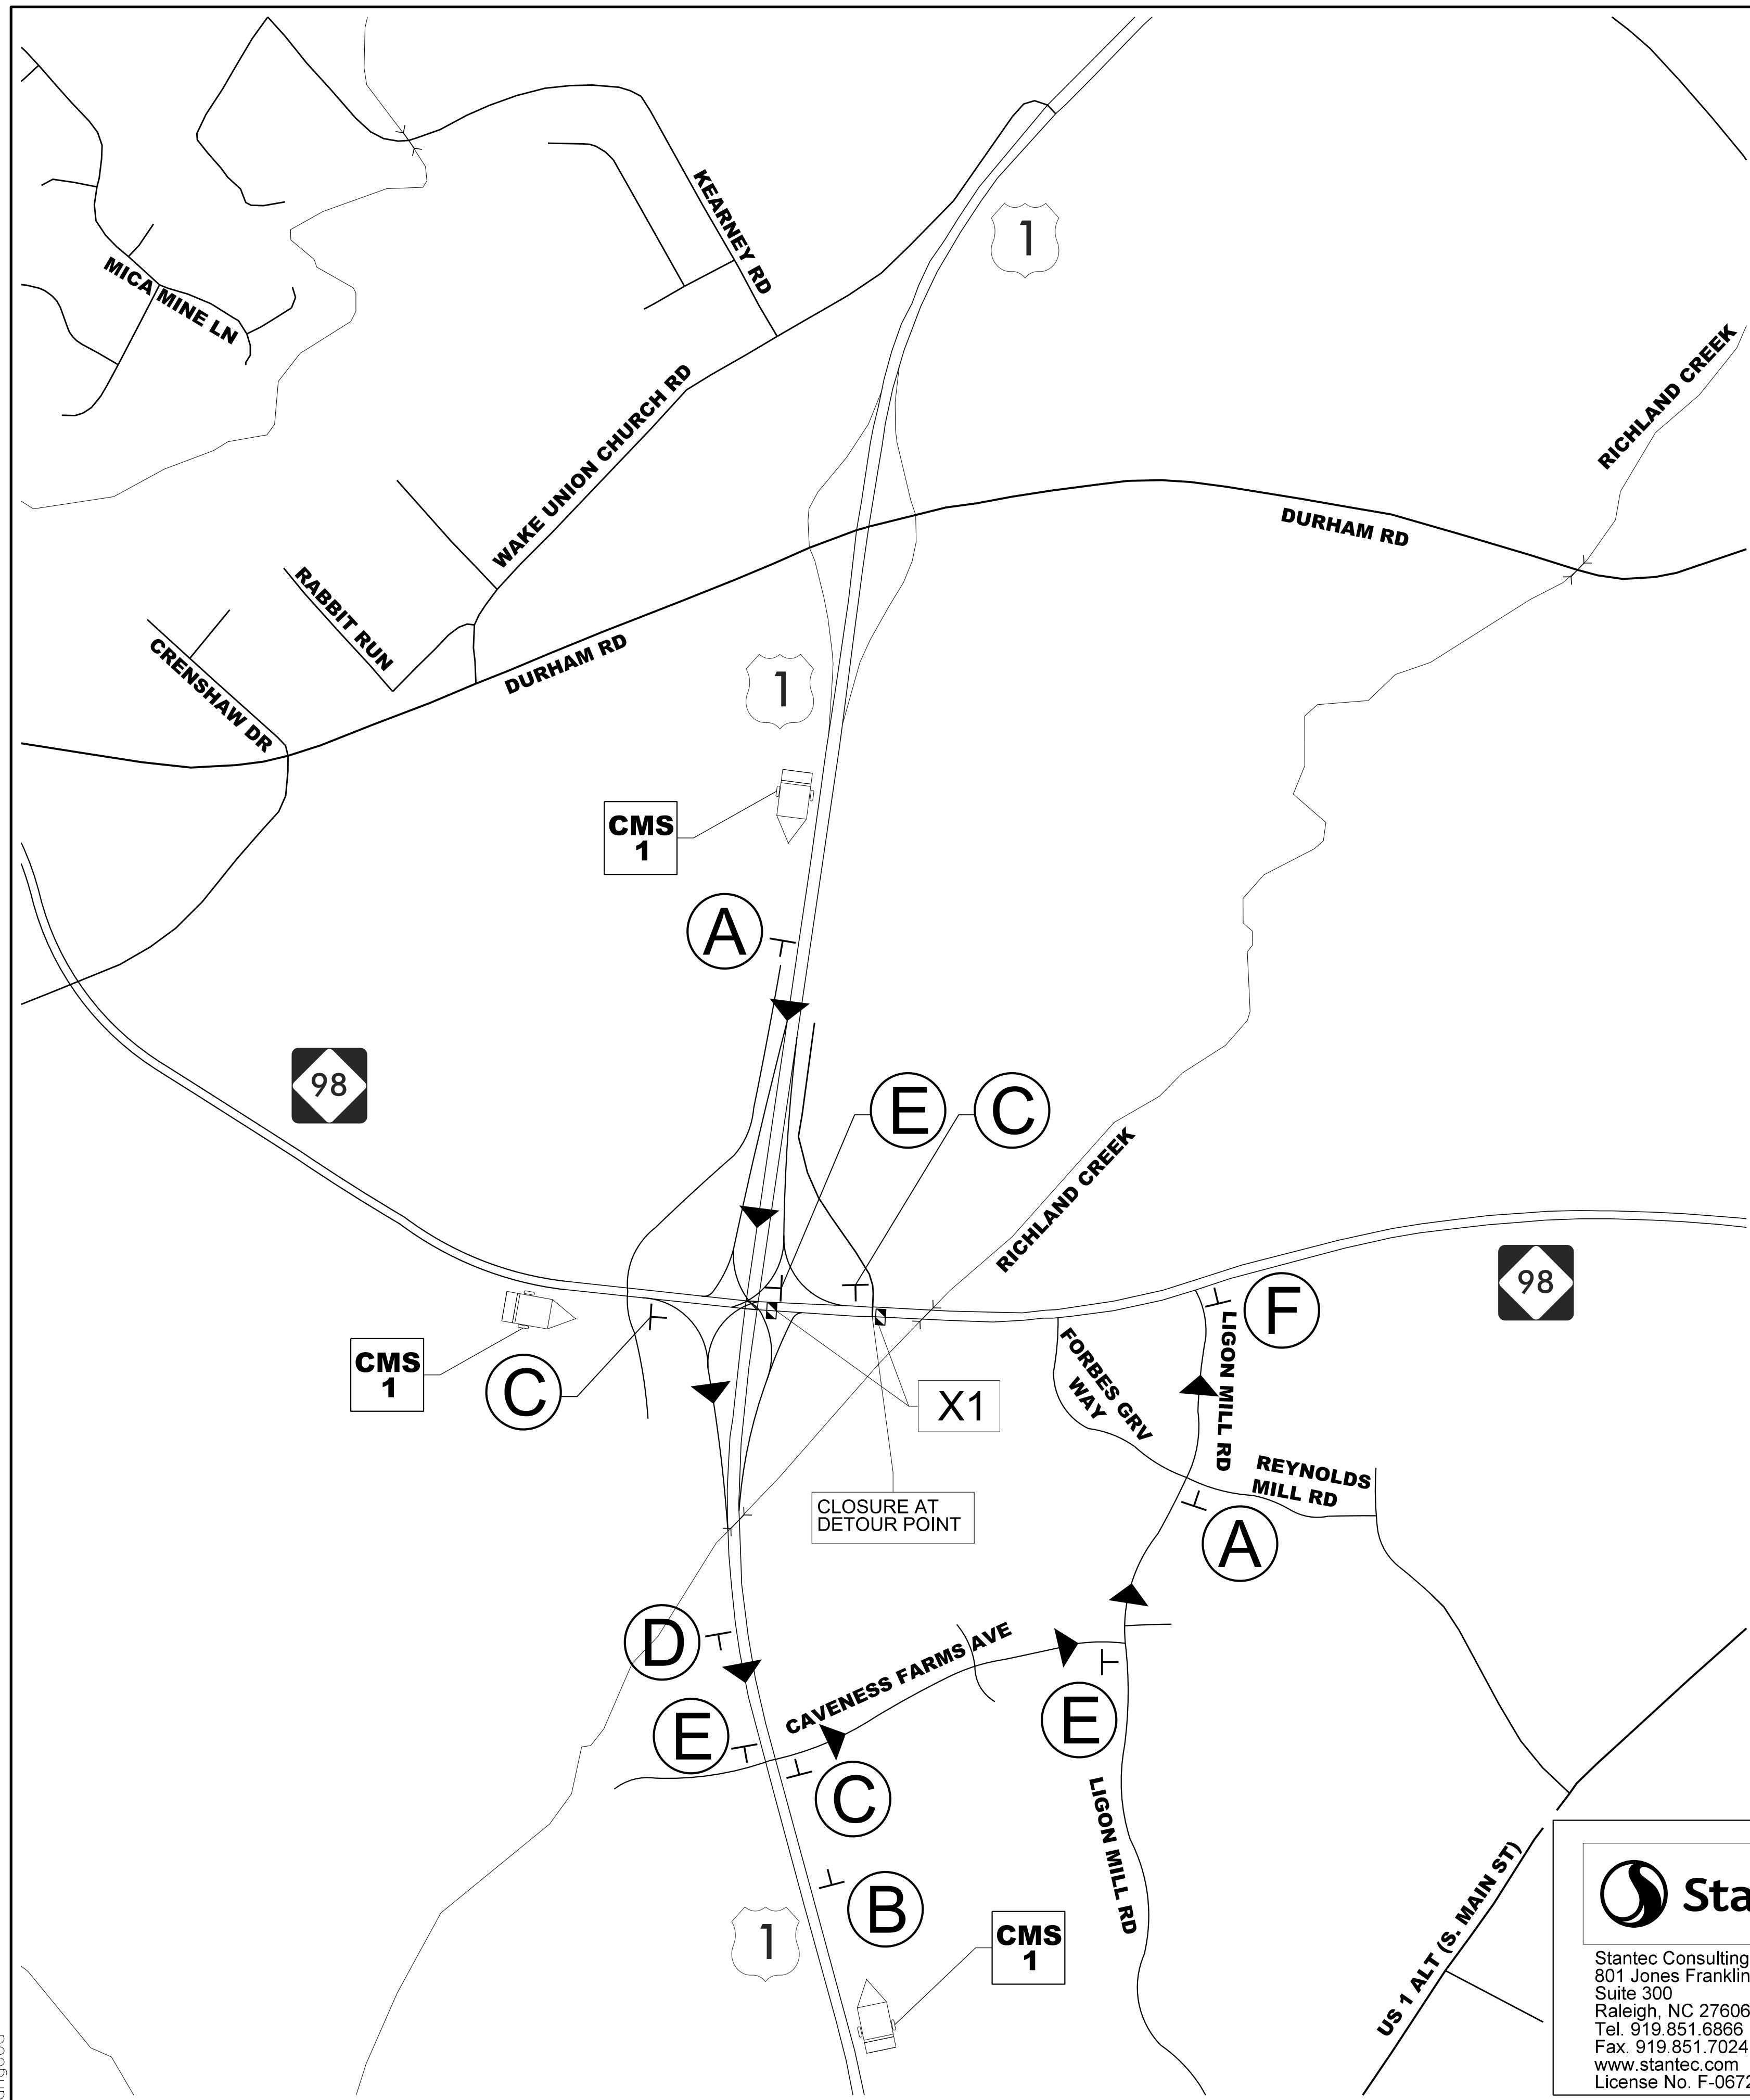 KEARNEY RD
1
MICA MINE LN
RICHLAND CREEK
WAKE UNION CHURCH RD
DURHAM RD
RABBIT RUN
DURHAM RD
CRENSHAW DR
1
CMS
1
A
98
E
C
RICHLAND CREEK
98
F
LIGON MILL RD
CMS
1
C
FORBES GRV
WAY
X1
REYNOLDS
MILL RD
CLOSURE AT
DETOUR POINT
A
D
CAVENESS FARMS AVE
E
E
C
LIGON MILL RD
B
1
CMS
1
US 1 ALT (S. MAIN ST)
Sta
Stantec Consulting
801 Jones Franklin
Suite 300
Raleigh, NC 27606
Tel. 919.851.6866
Fax. 919.851.7024
www.stantec.com
License No. F-0672